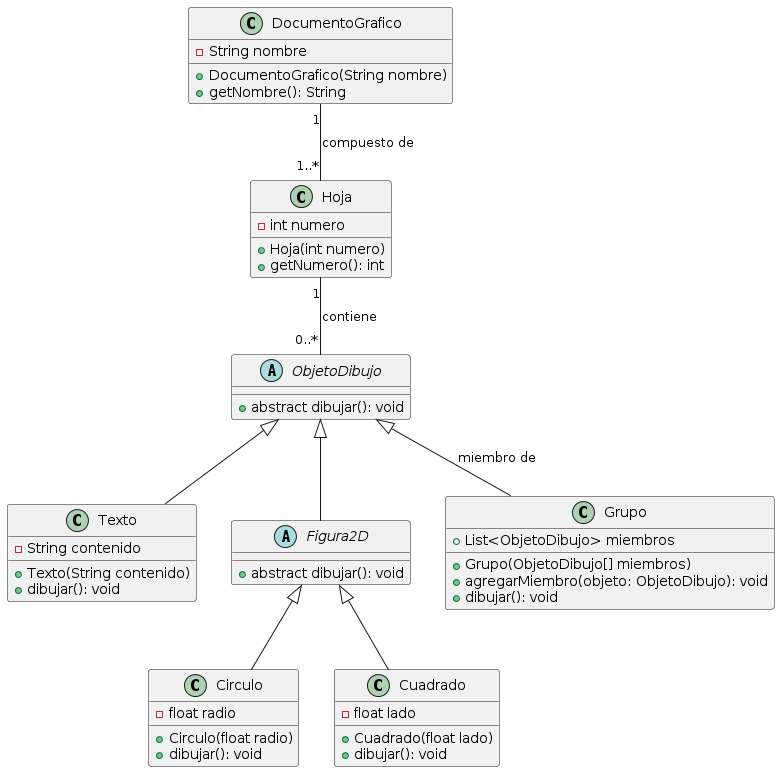 C DocumentoGrafico
String nombre
DocumentoGrafico(String nombre)
getNombre(): String
1
compuesto de
1..*
C Hoja
int numero
Hoja(int numero)
getNumero(): int
1
contiene
0..*
A ObjetoDibujo
abstract dibujar(): void
miembro de
C Texto
String contenido
Texto(String contenido)
dibujar(): void
A Figura2D
abstract dibujar(): void
C Grupo
List<ObjetoDibujo> miembros
Grupo(ObjetoDibujo[] miembros)
agregarMiembro(objeto: ObjetoDibujo): void
dibujar(): void
C Circulo
float radio
Circulo(float radio)
dibujar(): void
C Cuadrado
float lado
Cuadrado(float lado)
dibujar(): void